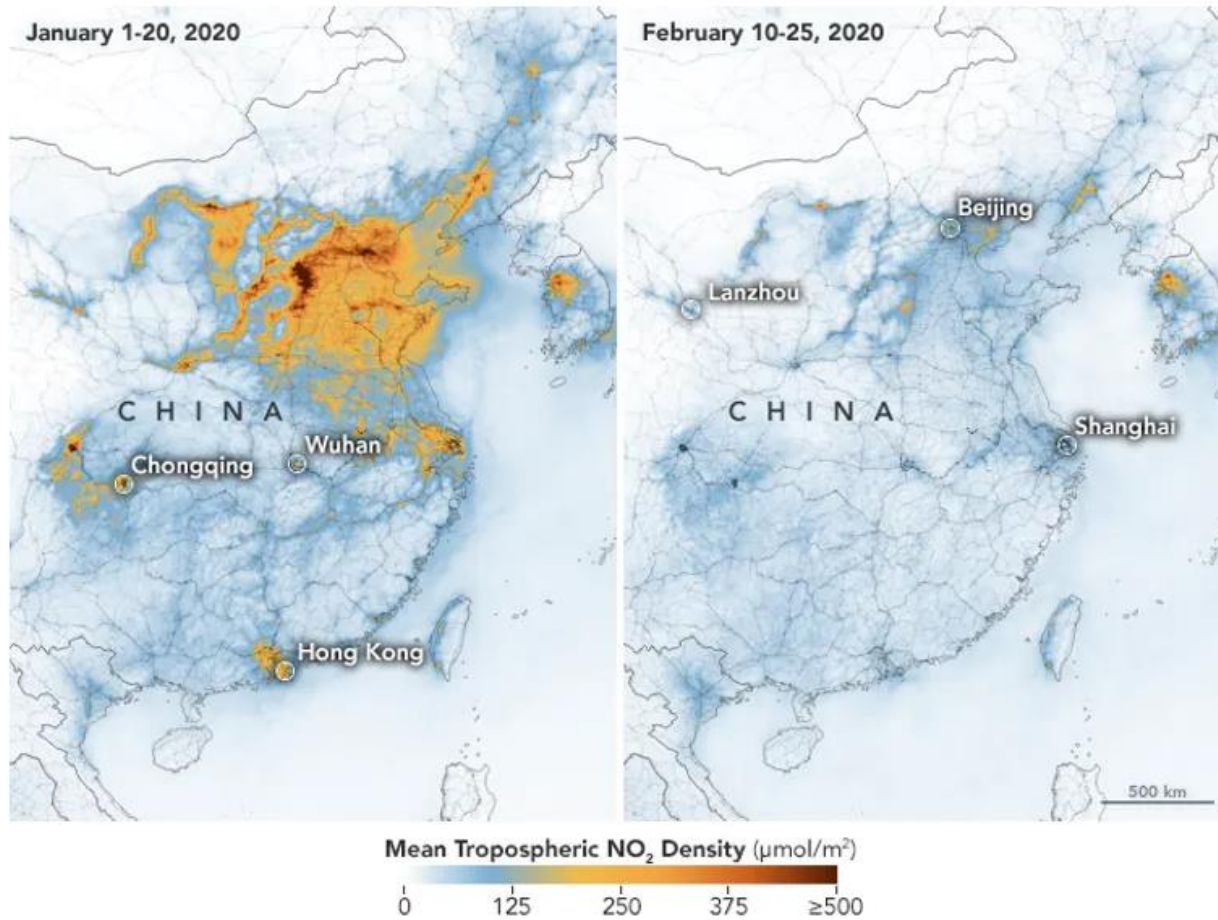 January 1-20, 2020
CHINA
Wuhan
Chongqing
Hong Kong
February 10-25, 2020
Beijing
Lanzhou
CHINA
Shanghai
500 km
Mean Tropospheric NO₂ Density (µmol/m²)
0 125 250 375 ≥500